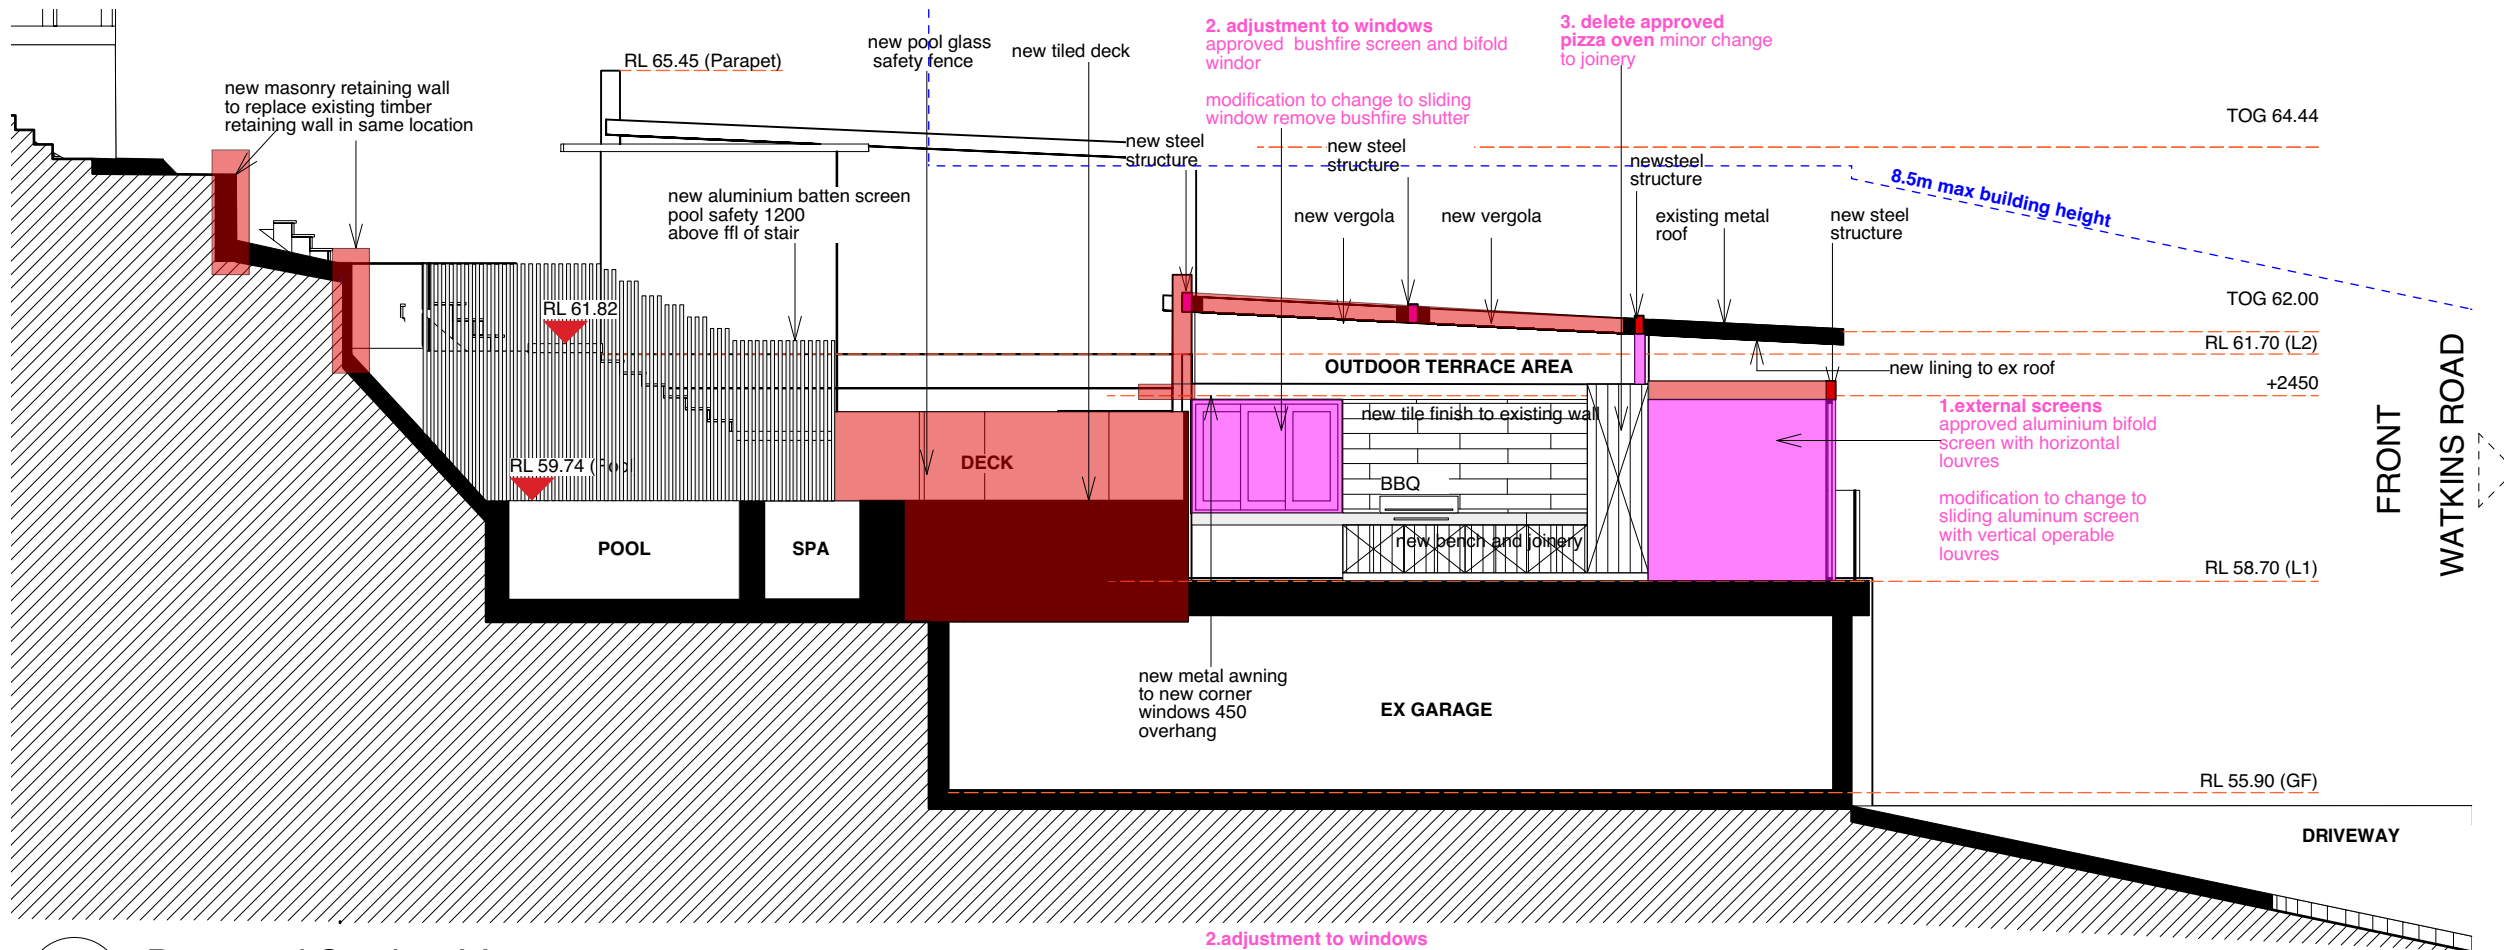 2. adjustment to windows
approved bushfire screen and bifold
windor
modification to change to sliding
window remove bushfire shutter
3. delete approved
pizza oven minor change
to joinery
new pool glass
safety fence
new tiled deck
RL 65.45 (Parapet)
new masonry retaining wall
to replace existing timber
retaining wall in same location
TOG 64.44
new steel
structure
new steel
structure
newsteel
structure
8.5m max building height
new aluminium batten screen
pool safety 1200
above ffl of stair
new vergola
new vergola
existing metal
roof
new steel
structure
RL 61.82
TOG 62.00
RL 61.70 (L2)
OUTDOOR TERRACE AREA
new lining to ex roof
+2450
new tile finish to existing wall
1.external screens
approved aluminium bifold
screen with horizontal
louvres
modification to change to
sliding aluminum screen
with vertical operable
louvres
FRONT
WATKINS ROAD
RL 59.74 (Pool
DECK
BBQ
new bench and joinery
POOL
SPA
RL 58.70 (L1)
new metal awning
to new corner
windows 450
overhang
EX GARAGE
RL 55.90 (GF)
DRIVEWAY
2.adjustment to windows